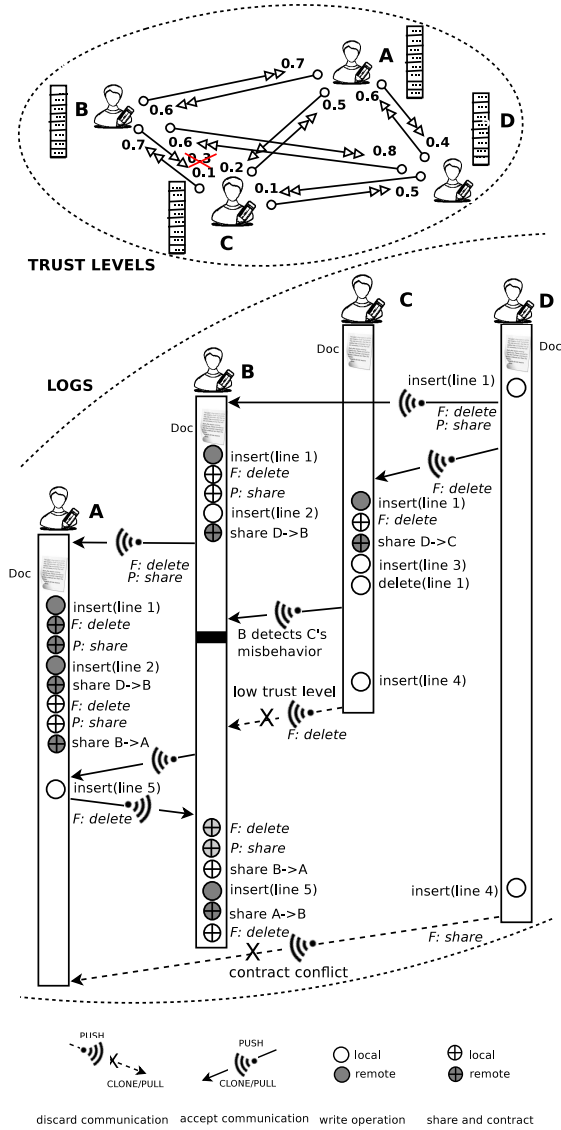 A
0.7
B
0.6
0.5
0.6
D
0.7
0.6
0.8
0.4
0.3
0.1
0.2
0.1
0.5
C
TRUST LEVELS
C
D
Doc
Doc
LOGS
B
insert(line 1)
F: delete
P: share
Doc
insert(line 1)
F: delete
F: delete
P: share
insert(line 1)
A
insert(line 2)
F: delete
share D->B
share D->C
F: delete
P: share
insert(line 3)
Doc
delete(line 1)
insert(line 1)
F: delete
B detects C's
misbehavior
P: share
insert(line 2)
insert(line 4)
share D->B
low trust level
F: delete
P: share
F: delete
share B->A
insert(line 5)
F: delete
F: delete
P: share
share B->A
insert(line 5)
insert(line 4)
share A->B
F: delete
F: share
contract conflict
PUSH
CLONE/PULL
PUSH
CLONE/PULL
local
remote
local
remote
discard communication
accept communication
write operation
share and contract